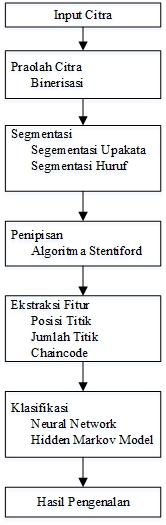 Input Citra
Praolah Citra
Binerisasi
Segmentasi
Segementasi Upakata
Segmentasi Huruf
Penipisan
Algoritma Stentiford
Ekstraksi Fitur
Posisi Titik
Jumlah Titik
Chaincode
Klasifikasi
Neural Network
Hidden Markov Model
Hasil Pengenalan